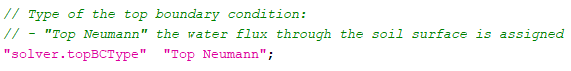 // Type of the top boundary condition:
// - "Top Neumann" the water flux through the soil surface is assigned
"solver.topBCType" "Top Neumann";